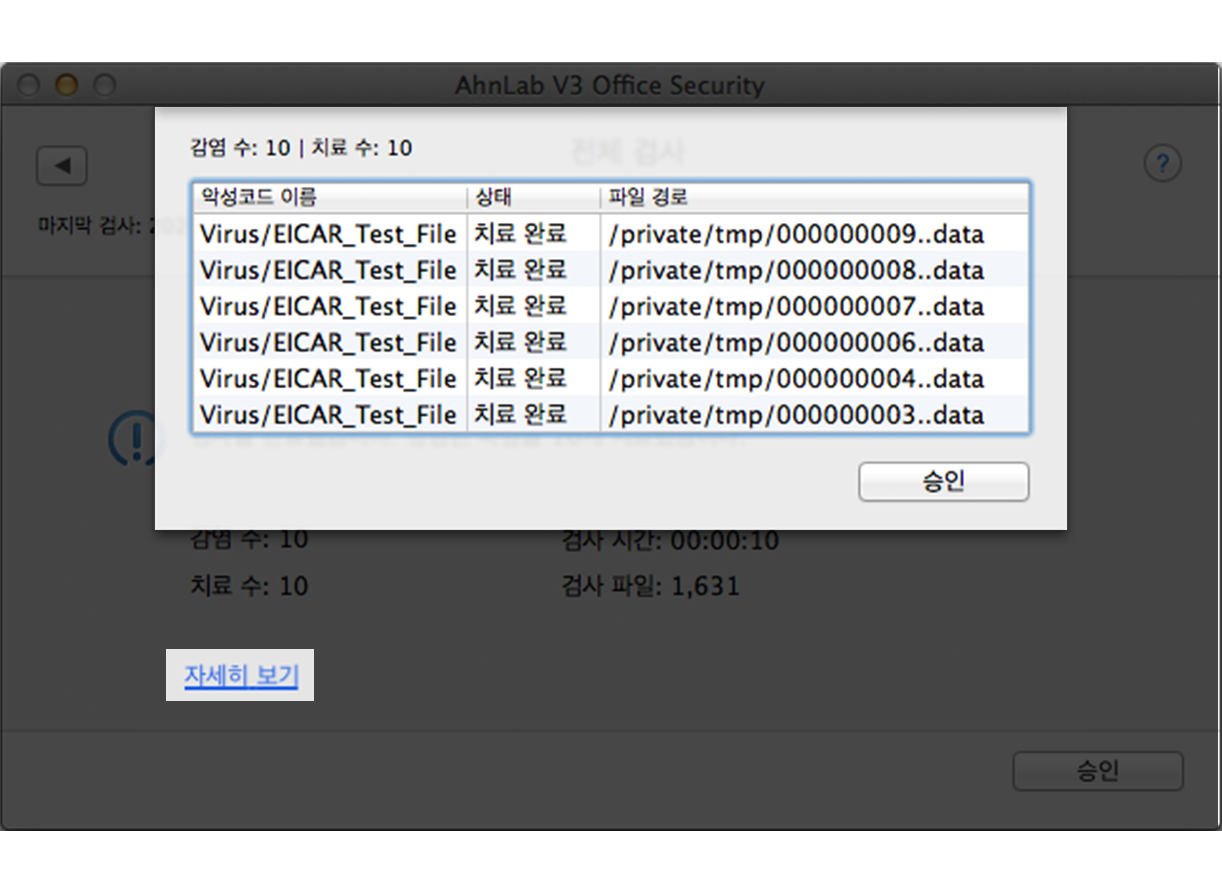 AhnLab V3 Office Security
감염 수: 10 | 치료 수: 10
전체 검사
?
마지막 검사:
악성코드 이름 상태 파일 경로
Virus/EICAR_Test_File 치료 완료 /private/tmp/000000009..data
Virus/EICAR_Test_File 치료 완료 /private/tmp/000000008..data
Virus/EICAR_Test_File 치료 완료 /private/tmp/000000007..data
Virus/EICAR_Test_File 치료 완료 /private/tmp/000000006..data
Virus/EICAR_Test_File 치료 완료 /private/tmp/000000004..data
Virus/EICAR_Test_File 치료 완료 /private/tmp/000000003..data
승인
감염 수: 10 검사 시간: 00:00:10
치료 수: 10 검사 파일: 1,631
자세히 보기
승인